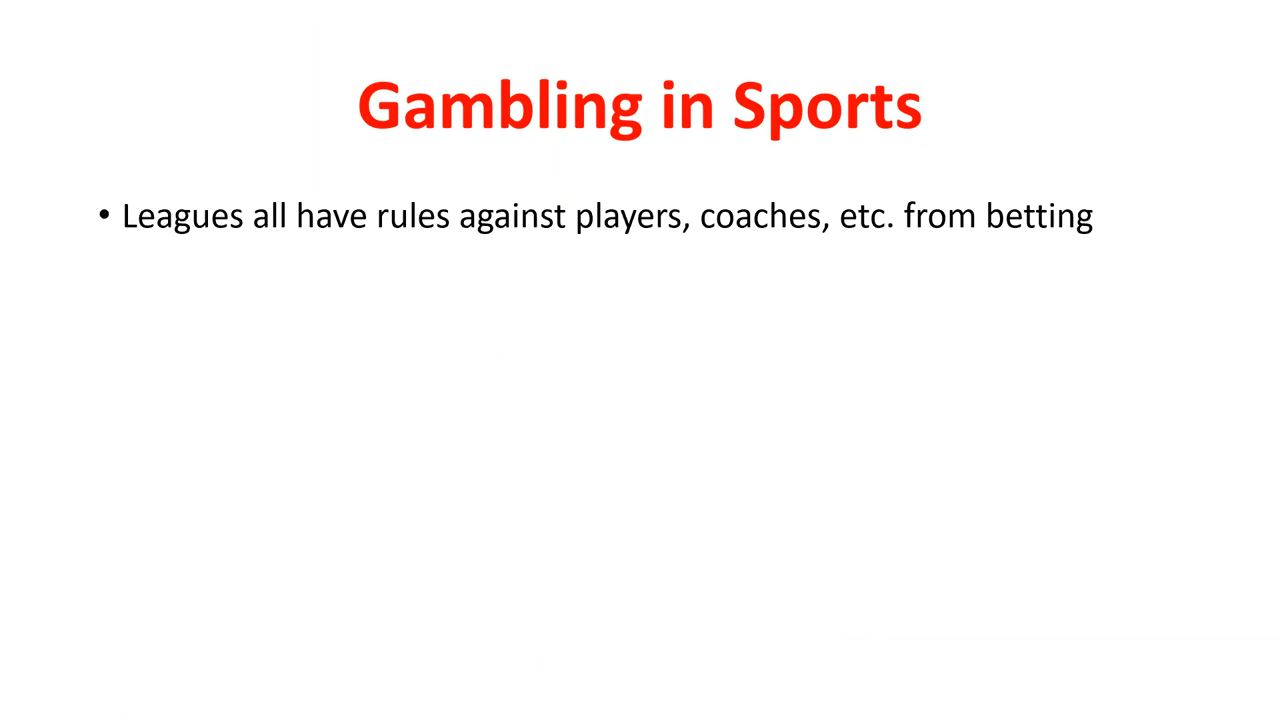 Gambling in Sports
• Leagues all have rules against players, coaches, etc. from betting